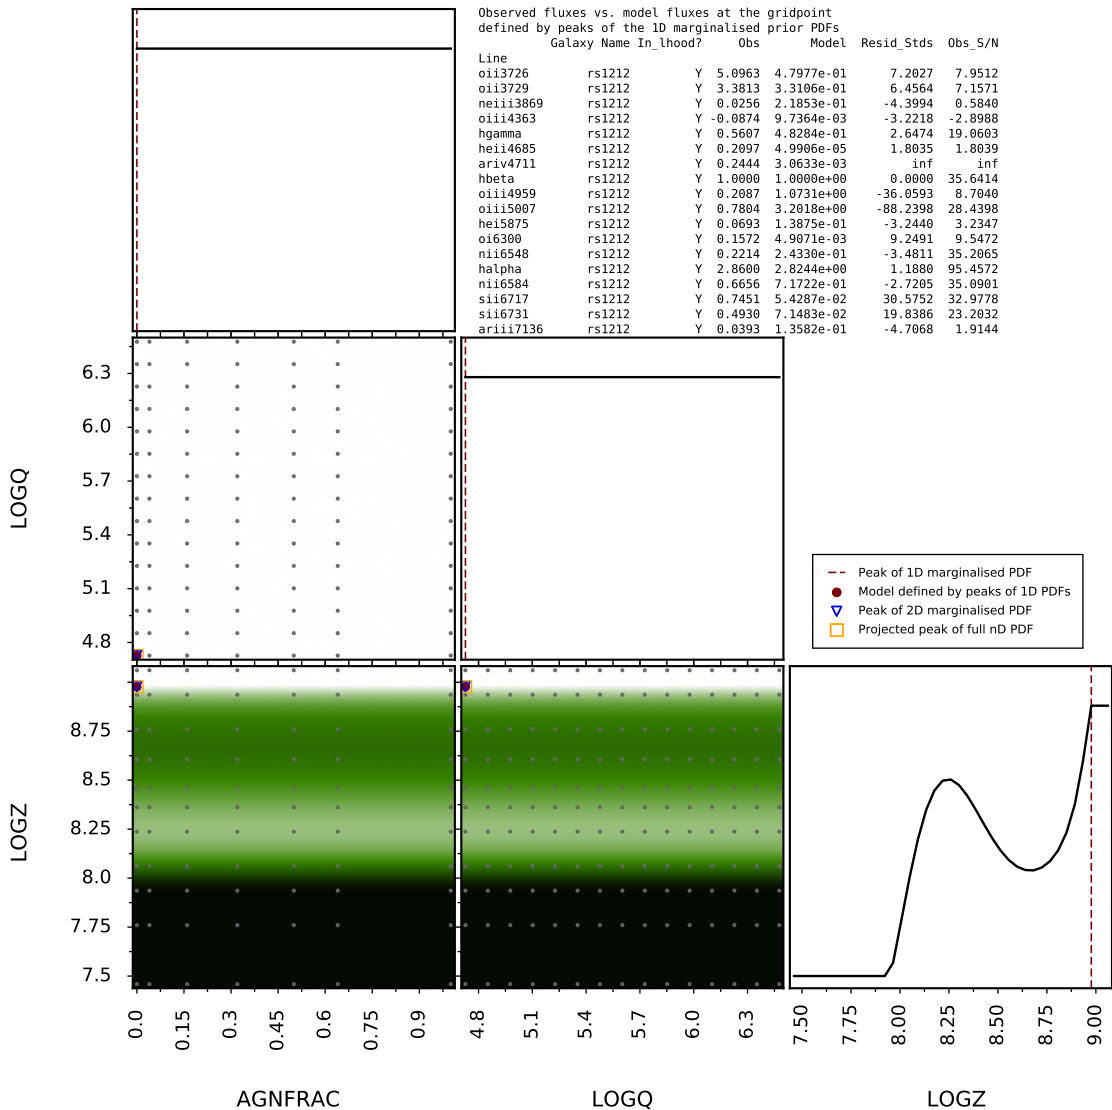 Observed fluxes vs. model fluxes at the gridpoint
defined by peaks of the 1D marginalised prior PDFs
Galaxy Name In_lhood? Obs Model Resid_Stds Obs_S/N
Line
oii3726 rs1212 Y 5.0963 4.7977e-01 7.2027 7.9512
oii3729 rs1212 Y 3.3813 3.3106e-01 6.4564 7.1571
neiii3869 rs1212 Y 0.0256 2.1853e-01 -4.3994 0.5840
oiii4363 rs1212 Y -0.0874 9.7364e-03 -3.2218 -2.8988
hgamma rs1212 Y 0.5607 4.8284e-01 2.6474 19.0603
heii4685 rs1212 Y 0.2097 4.9906e-05 1.8035 1.8039
ariv4711 rs1212 Y 0.2444 3.0633e-03 inf inf
hbeta rs1212 Y 1.0000 1.0000e+00 0.0000 35.6414
oiii4959 rs1212 Y 0.2087 1.0731e+00 -36.0593 8.7040
oiii5007 rs1212 Y 0.7804 3.2018e+00 -88.2398 28.4398
hei5875 rs1212 Y 0.0693 1.3875e-01 -3.2440 3.2347
oi6300 rs1212 Y 0.1572 4.9071e-03 9.2491 9.5472
nii6548 rs1212 Y 0.2214 2.4330e-01 -3.4811 35.2065
halpha rs1212 Y 2.8600 2.8244e+00 1.1880 95.4572
nii6584 rs1212 Y 0.6656 7.1722e-01 -2.7205 35.0901
sii6717 rs1212 Y 0.7451 5.4287e-02 30.5752 32.9778
sii6731 rs1212 Y 0.4930 7.1483e-02 19.8386 23.2032
ariii7136 rs1212 Y 0.0393 1.3582e-01 -4.7068 1.9144
LOGQ
6.3
6.0
5.7
5.4
5.1
4.8
Peak of 1D marginalised PDF
Model defined by peaks of 1D PDFs
Peak of 2D marginalised PDF
Projected peak of full nD PDF
LOGZ
8.75
8.5
8.25
8.0
7.75
7.5
0.0 0.15 0.3 0.45 0.6 0.75 0.9
4.8 5.1 5.4 5.7 6.0 6.3
7.50 7.75 8.00 8.25 8.50 8.75 9.00
AGNFRAC LOGQ LOGZ